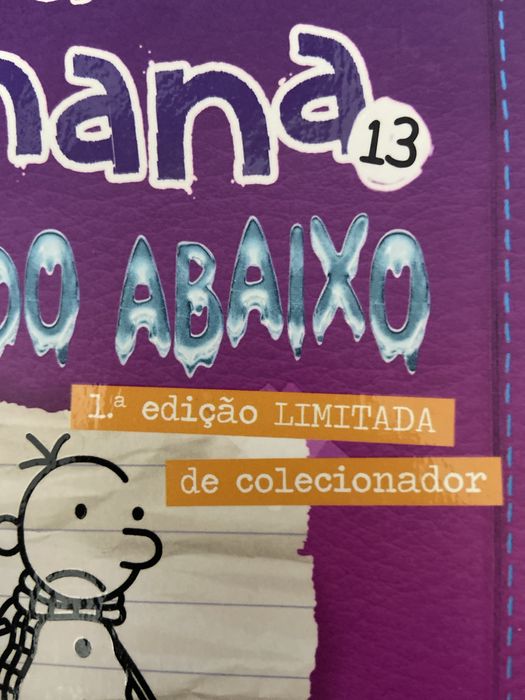 nana
13
DO ABAIXO
1.ª edição LIMITADA
de colecionador